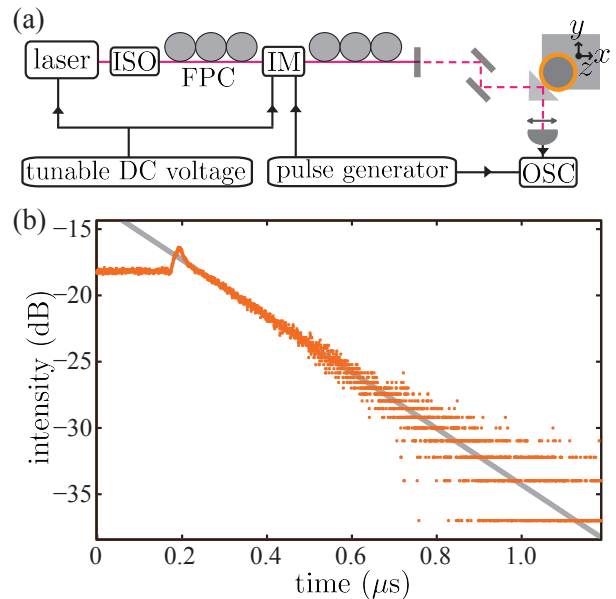 (a)
laser
ISO
FPC
IM
y
x
z
tunable DC voltage
pulse generator
OSC
(b)
intensity (dB)
−15
−20
−25
−30
−35
0
0.2
0.4
0.6
0.8
1.0
time (μs)